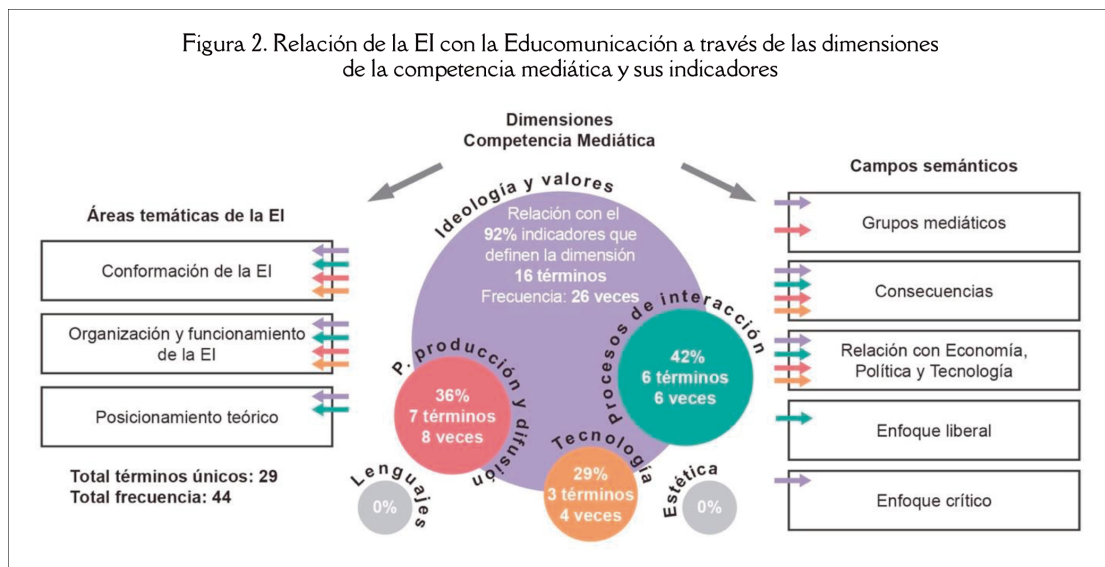 Figura 2. Relación de la EI con la Educomunicación a través de las dimensiones
de la competencia mediática y sus indicadores
Dimensiones
Competencia Mediática
Áreas temáticas de la EI
Conformación de la EI
Organización y funcionamiento
de la EI
Posicionamiento teórico
Total términos únicos: 29
Total frecuencia: 44
Ideología y valores
Relación con el
92% indicadores que
definen la dimensión
16 términos
Frecuencia: 26 veces
P. producción y difusión
36%
7 términos
8 veces
Procesos de interacción
42%
6 términos
6 veces
Tecnología
29%
3 términos
4 veces
Lenguajes
0%
Estética
0%
Campos semánticos
Grupos mediáticos
Consecuencias
Relación con Economía,
Política y Tecnología
Enfoque liberal
Enfoque crítico